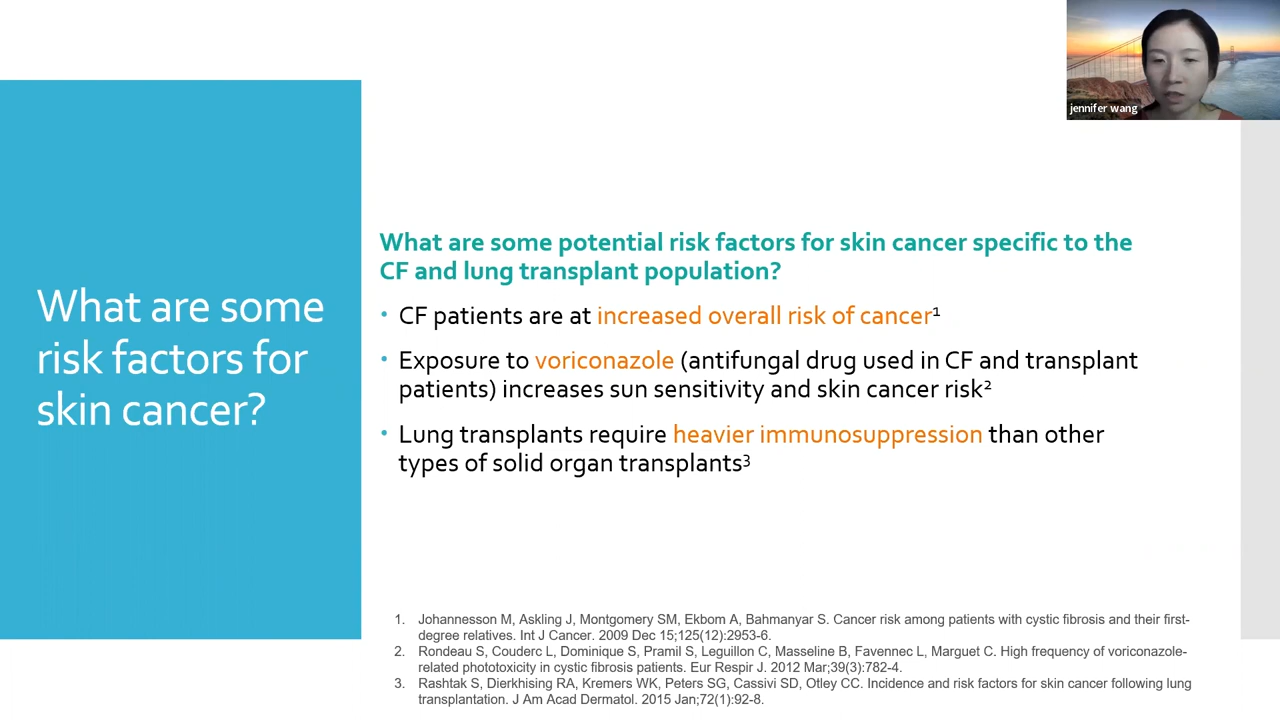 jennifer wang
What are some
risk factors for
skin cancer?
What are some potential risk factors for skin cancer specific to the
CF and lung transplant population?
• CF patients are at increased overall risk of cancer¹
• Exposure to voriconazole (antifungal drug used in CF and transplant
patients) increases sun sensitivity and skin cancer risk²
• Lung transplants require heavier immunosuppression than other
types of solid organ transplants³
1. Johannesson M, Askling J, Montgomery SM, Ekbom A, Bahmanyar S. Cancer risk among patients with cystic fibrosis and their first-
degree relatives. Int J Cancer. 2009 Dec 15;125(12):2953-6.
2. Rondeau S, Couderc L, Dominique S, Pramil S, Leguillon C, Masseline B, Favennec L, Marguet C. High frequency of voriconazole-
related phototoxicity in cystic fibrosis patients. Eur Respir J. 2012 Mar;39(3):782-4.
3. Rashtak S, Dierkhising RA, Kremers WK, Peters SG, Cassivi SD, Otley CC. Incidence and risk factors for skin cancer following lung
transplantation. J Am Acad Dermatol. 2015 Jan;72(1):92-8.